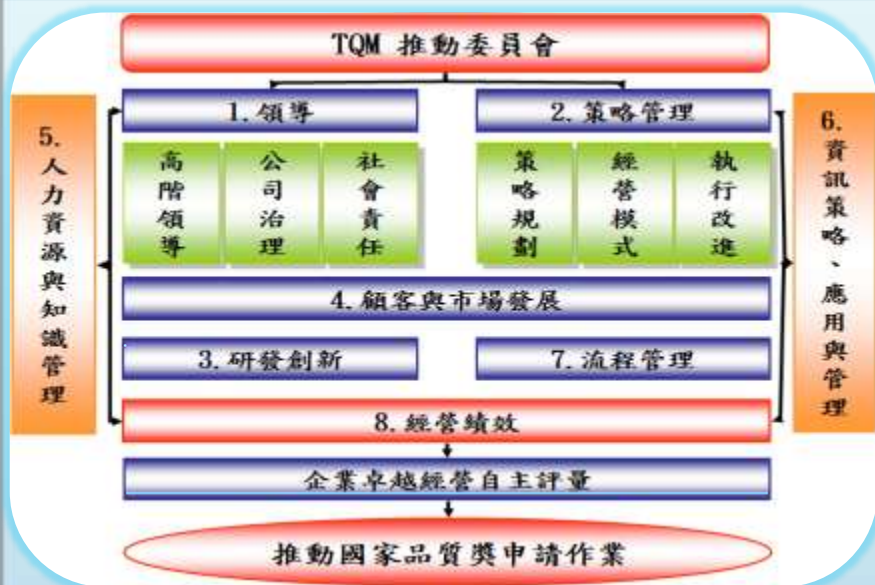 TQM 推動委員會
1. 領導
2. 策略管理
5. 人力資源與知識管理
高階領導
公司治理
社會責任
策略規劃
經營模式
執行改進
6. 資訊策略、應用與管理
4. 顧客與市場發展
3. 研發創新
7. 流程管理
8. 經營績效
企業卓越經營自主評量
推動國家品質獎申請作業